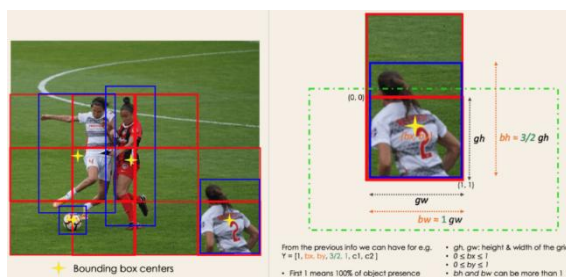 Bounding box centers
(0, 0)
2
gh
bh = 3/2 gh
(1, 1)
gw
bw = 1 gw
From the previous info we can have for e.g.
Y = [1, bx, by, 3/2, 1, c1, c2 ]
• First 1 means 100% of object presence
• gh, gw; height & width of the grid
• 0 ≤ bx ≤ 1
• 0 ≤ by ≤ 1
• bh and bw can be more than 1